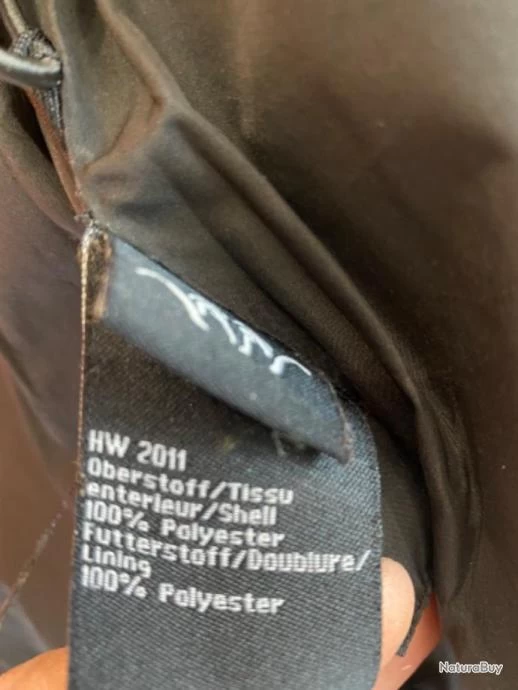 HW 2011
Oberstoff/Tissu
enterieur/Shell
100% Polyester
Futterstoff/Doublure/
Lining
100% Polyester
NaturaBuy